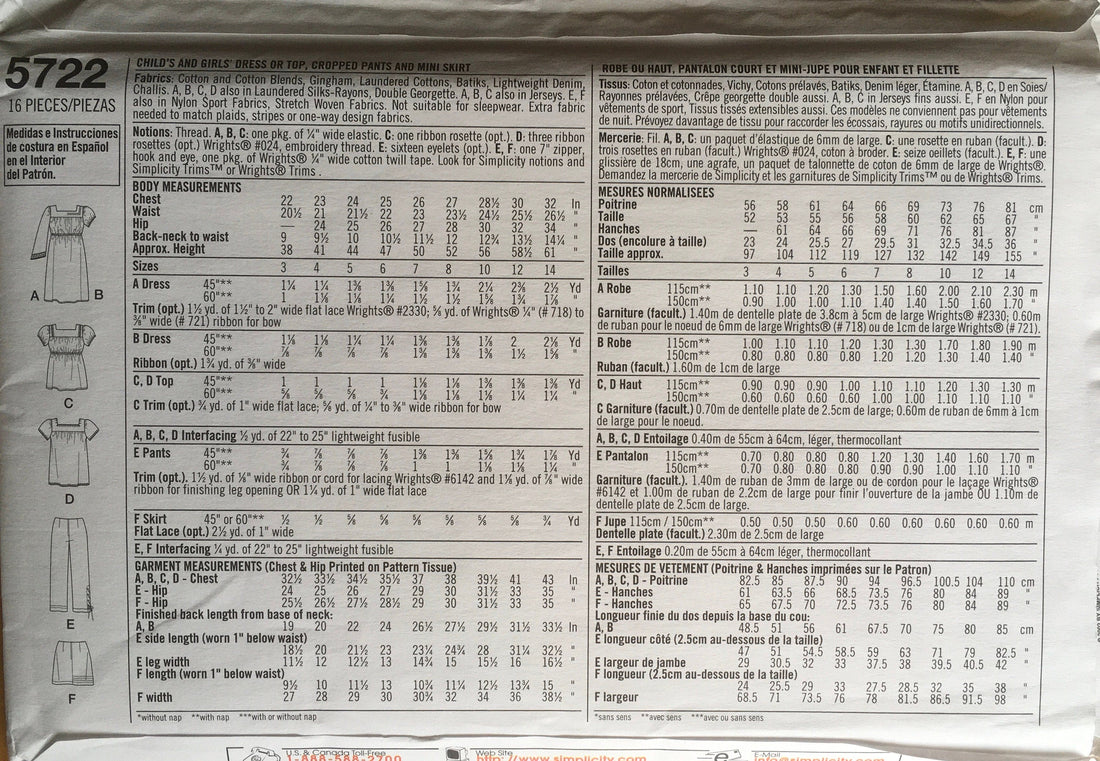 5722
16 PIECES/PIEZAS
Medidas e Instrucciones
de costura en Español
en el Interior
del Patrón.
A
B
C
D
E
F
CHILD'S AND GIRLS' DRESS OR TOP, CROPPED PANTS AND MINI SKIRT
Fabrics: Cotton and Cotton Blends, Gingham, Laundered Cottons, Batiks, Lightweight Denim,
Challis. A, B, C, D also in Laundered Silks-Rayons, Double Georgette. A, B, C also in Jerseys. E, F
also in Nylon Sport Fabrics, Stretch Woven Fabrics. Not suitable for sleepwear. Extra fabric
needed to match plaids, stripes or one-way design fabrics.
Notions: Thread. A, B, C: one pkg. of ¼" wide elastic. C: one ribbon rosette (opt.). D: three ribbon
rosettes (opt.) Wrights® #024, embroidery thread. E: sixteen eyelets (opt.). E, F: one 7" zipper,
hook and eye, one pkg. of Wrights® ¾" wide cotton twill tape. Look for Simplicity notions and
Simplicity Trims™ or Wrights® Trims .
BODY MEASUREMENTS
Chest 22 23 24 25 26 27 28½ 30 32 In
Waist 20½ 21 21½ 22 23 23½ 24½ 25½ 26½ "
Hip — 24 25 26 27 28 30 32 34 "
Back-neck to waist 9 9½ 10 10½ 11½ 12 12¾ 13½ 14¼ "
Approx. Height 38 41 44 47 50 52 56 58½ 61 "
Sizes 3 4 5 6 7 8 10 12 14
A Dress 45"** 1¼ 1¼ 1⅜ 1⅜ 1⅝ 1¾ 2¼ 2⅜ 2½ Yd
60"** 1 1⅛ 1⅛ 1⅛ 1½ 1½ 1⅝ 1¾ 1⅞ "
Trim (opt.) 1½ yd. of 1½" to 2" wide flat lace Wrights® #2330; ⅝ yd. of Wrights® ¼" (# 718) to
⅜" wide (# 721) ribbon for bow
B Dress 45"** 1⅛ 1¼ 1¼ 1⅜ 1⅜ 1⅜ 1⅞ 2 2⅛ Yd
60"** ⅞ ⅞ ⅞ ⅞ 1⅜ 1⅜ 1⅜ 1½ 1⅝ "
Ribbon (opt.) 1¾ yd. of ⅜" wide
C, D Top 45"** 1 1 1 1 1⅛ 1⅛ 1⅜ 1⅜ 1⅜ Yd
60"** ⅝ ⅝ ⅝ ⅝ 1⅛ 1⅛ 1⅛ 1¼ 1¼ "
C Trim (opt.) ¾ yd. of 1" wide flat lace; ⅝ yd. of ¼" to ⅜" wide ribbon for bow
A, B, C, D Interfacing ½ yd. of 22" to 25" lightweight fusible
E Pants 45"** ¾ ⅞ ⅞ ⅞ 1⅜ 1⅜ 1½ 1¾ 1⅞ Yd
60"** ¾ ⅞ ⅞ ⅞ 1 1 1⅛ 1⅛ 1¼ "
Trim (opt.). 1½ yd. of ⅛" wide ribbon or cord for lacing Wrights® #6142 and 1⅛ yd. of ⅞" wide
ribbon for finishing leg opening OR 1¼ yd. of 1" wide flat lace
F Skirt 45" or 60"** ½ ½ ⅝ ⅝ ⅝ ⅝ ⅝ ⅝ ¾ Yd
Flat Lace (opt.) 2½ yd. of 1" wide
E, F Interfacing ¼ yd. of 22" to 25" lightweight fusible
GARMENT MEASUREMENTS (Chest & Hip Printed on Pattern Tissue)
A, B, C, D - Chest 32½ 33½ 34½ 35½ 37 38 39½ 41 43 In
E - Hip 24 25 26 27 29 30 31½ 33 35 "
F - Hip 25½ 26½ 27½ 28½ 29 30 31½ 33 35 "
Finished back length from base of neck:
A, B 19 20 22 24 26½ 27½ 29½ 31½ 33½ In
E side length (worn 1" below waist)
18½ 20 21½ 23 23¼ 24¾ 28 31¼ 32½ "
E leg width 11½ 12 12½ 13 14¾ 15 15½ 16 16½ "
F length (worn 1" below waist)
9½ 10 11½ 13 10¾ 11¼ 12½ 13¾ 15 "
F width 27 28 29 30 30¾ 32 34 36 38½ "
*without nap **with nap ***with or without nap
ROBE OU HAUT, PANTALON COURT ET MINI-JUPE POUR ENFANT ET FILLETTE
Tissus: Coton et cotonnades, Vichy, Cotons prélavés, Batiks, Denim léger, Étamine. A, B, C, D en Soies/
Rayonnes prélavées, Crêpe georgette double aussi. A, B, C in Jerseys fins aussi. E, F en Nylon pour
vêtements de sport, Tissus tissés extensibles aussi. Ces modèles ne conviennent pas pour vêtements
de nuit. Prévoyez davantage de tissu pour raccorder les écossais, rayures ou motifs unidirectionnels.
Mercerie: Fil. A, B, C: un paquet d'élastique de 6mm de large. C: une rosette en ruban (facult.). D:
trois rosettes en ruban (facult.) Wrights® #024, coton à broder. E: seize oeillets (facult.). E, F: une
glissière de 18cm, une agrafe, un paquet de talonnette de coton de 6mm de large de Wrights®.
Demandez la mercerie de Simplicity et les garnitures de Simplicity Trims™ ou de Wrights® Trims.
MESURES NORMALISEES
Poitrine 56 58 61 64 66 69 73 76 81 cm
Taille 52 53 55 56 58 60 62 65 67 "
Hanches — 61 64 66 69 71 76 81 87 "
Dos (encolure à taille) 23 24 25.5 27 29.5 31 32.5 34.5 36 "
Taille approx. 97 104 112 119 127 132 142 149 155 "
Tailles 3 4 5 6 7 8 10 12 14
A Robe 115cm** 1.10 1.10 1.20 1.30 1.50 1.60 2.00 2.10 2.30 m
150cm** 0.90 1.00 1.00 1.10 1.40 1.40 1.50 1.60 1.70 "
Garniture (facult.) 1.40m de dentelle plate de 3.8cm à 5cm de large Wrights® #2330; 0.60m
de ruban pour le noeud de 6mm de large Wrights® (# 718) ou de 1cm de large Wrights® (# 721).
B Robe 115cm** 1.00 1.10 1.10 1.20 1.30 1.30 1.70 1.80 1.90 m
150cm** 0.80 0.80 0.80 0.80 1.20 1.20 1.30 1.40 1.40 "
Ruban (facult.) 1.60m de 1cm de large
C, D Haut 115cm** 0.90 0.90 0.90 1.00 1.10 1.10 1.20 1.30 1.30 m
150cm** 0.60 0.60 0.60 0.60 1.10 1.10 1.10 1.10 1.10 "
C Garniture (facult.) 0.70m de dentelle plate de 2.5cm de large; 0.60m de ruban de 6mm à 1cm
de large pour le noeud.
A, B, C, D Entoilage 0.40m de 55cm à 64cm, léger, thermocollant
E Pantalon 115cm** 0.70 0.80 0.80 0.80 1.20 1.30 1.40 1.60 1.70 m
150cm** 0.70 0.80 0.80 0.80 0.90 0.90 1.00 1.10 1.10 "
Garniture (facult.). 1.40m de ruban de 3mm de large ou de cordon pour le laçage Wrights®
#6142 et 1.00m de ruban de 2.2cm de large pour finir l'ouverture de la jambe OU 1.10m de
dentelle plate de 2.5cm de large.
F Jupe 115cm / 150cm** 0.50 0.50 0.50 0.60 0.60 0.60 0.60 0.60 0.60 m
Dentelle plate (facult.) 2.30m de 2.5cm de large
E, F Entoilage 0.20m de 55cm à 64cm léger, thermocollant
MESURES DE VETEMENT (Poitrine & Hanches imprimées sur le Patron)
A, B, C, D - Poitrine 82.5 85 87.5 90 94 96.5 100.5 104 110 cm
E - Hanches 61 63.5 66 68.5 73.5 76 80 84 89 "
F - Hanches 65 67.5 70 72.5 73.5 76 80 84 89 "
Longueur finie du dos depuis la base du cou:
A, B 48.5 51 56 61 67.5 70 75 80 85 cm
E longueur côté (2.5cm au-dessous de la taille)
47 51 54.5 58.5 59 63 71 79 82.5 "
E largeur de jambe 29 30.5 32 33 37.5 38 39.5 40.5 42 "
F longueur (2.5cm au-dessous de la taille)
24 25.5 29 33 27.5 28.5 32 35 38 "
F largeur 68.5 71 73.5 76 78 81.5 86.5 91.5 98 "
*sans sens **avec sens ***avec ou sans sens
U.S. & Canada Toll-Free
1-888-588-2700
Web Site
http://www.simplicity.com
E-Mail
info@simplicity.com